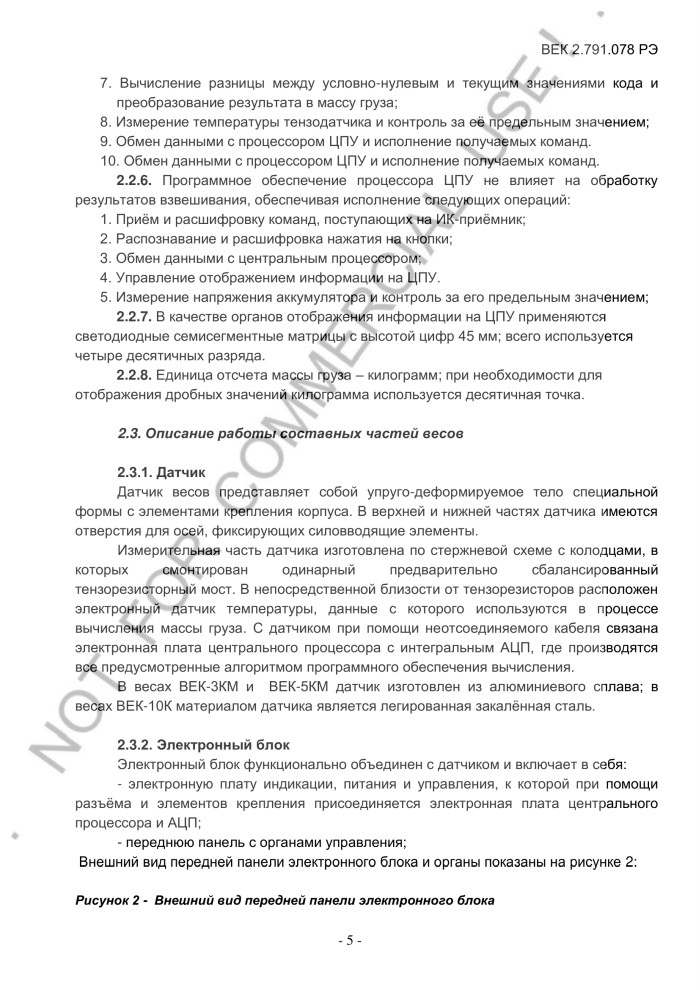 ВЕК 2.791.078 РЭ
7. Вычисление разницы между условно-нулевым и текущим значениями кода и
преобразование результата в массу груза;
8. Измерение температуры тензодатчика и контроль за её предельным значением;
9. Обмен данными с процессором ЦПУ и исполнение получаемых команд.
10. Обмен данными с процессором ЦПУ и исполнение получаемых команд.
2.2.6. Программное обеспечение процессора ЦПУ не влияет на обработку
результатов взвешивания, обеспечивая исполнение следующих операций:
1. Приём и расшифровку команд, поступающих на ИК-приёмник;
2. Распознавание и расшифровка нажатия на кнопки;
3. Обмен данными с центральным процессором;
4. Управление отображением информации на ЦПУ.
5. Измерение напряжения аккумулятора и контроль за его предельным значением;
2.2.7. В качестве органов отображения информации на ЦПУ применяются
светодиодные семисегментные матрицы с высотой цифр 45 мм; всего используется
четыре десятичных разряда.
2.2.8. Единица отсчета массы груза – килограмм; при необходимости для
отображения дробных значений килограмма используется десятичная точка.
2.3. Описание работы составных частей весов
2.3.1. Датчик
Датчик весов представляет собой упруго-деформируемое тело специальной
формы с элементами крепления корпуса. В верхней и нижней частях датчика имеются
отверстия для осей, фиксирующих силовводящие элементы.
Измерительная часть датчика изготовлена по стержневой схеме с колодцами, в
которых смонтирован одинарный предварительно сбалансированный
тензорезисторный мост. В непосредственной близости от тензорезисторов расположен
электронный датчик температуры, данные с которого используются в процессе
вычисления массы груза. С датчиком при помощи неотсоединяемого кабеля связана
электронная плата центрального процессора с интегральным АЦП, где производятся
все предусмотренные алгоритмом программного обеспечения вычисления.
В весах ВЕК-3КМ и ВЕК-5КМ датчик изготовлен из алюминиевого сплава; в
весах ВЕК-10К материалом датчика является легированная закалённая сталь.
2.3.2. Электронный блок
Электронный блок функционально объединен с датчиком и включает в себя:
- электронную плату индикации, питания и управления, к которой при помощи
разъёма и элементов крепления присоединяется электронная плата центрального
процессора и АЦП;
- переднюю панель с органами управления;
Внешний вид передней панели электронного блока и органы показаны на рисунке 2:
Рисунок 2 - Внешний вид передней панели электронного блока
- 5 -
. NOT FOR COMMERCIAL USE ! .